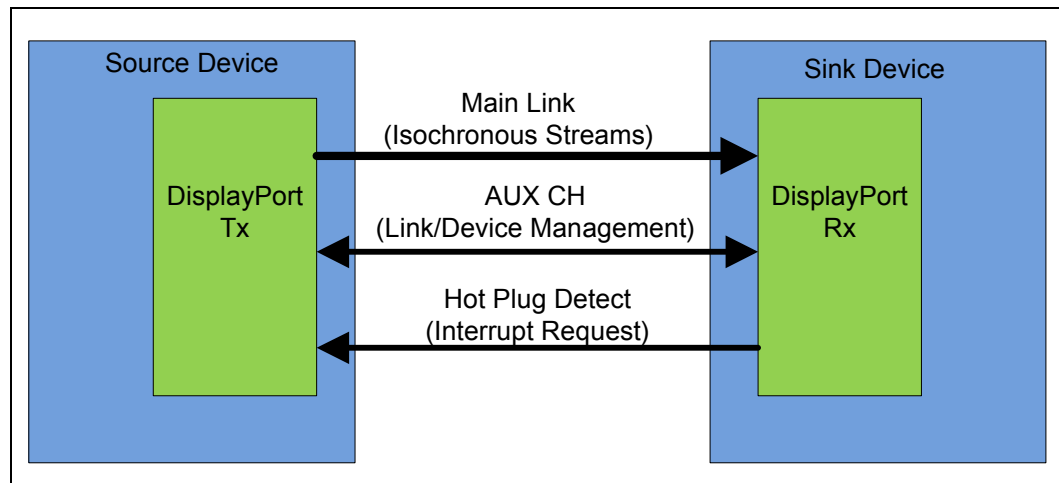 Source Device
Sink Device
Main Link
(Isochronous Streams)
DisplayPort
Tx
AUX CH
(Link/Device Management)
DisplayPort
Rx
Hot Plug Detect
(Interrupt Request)